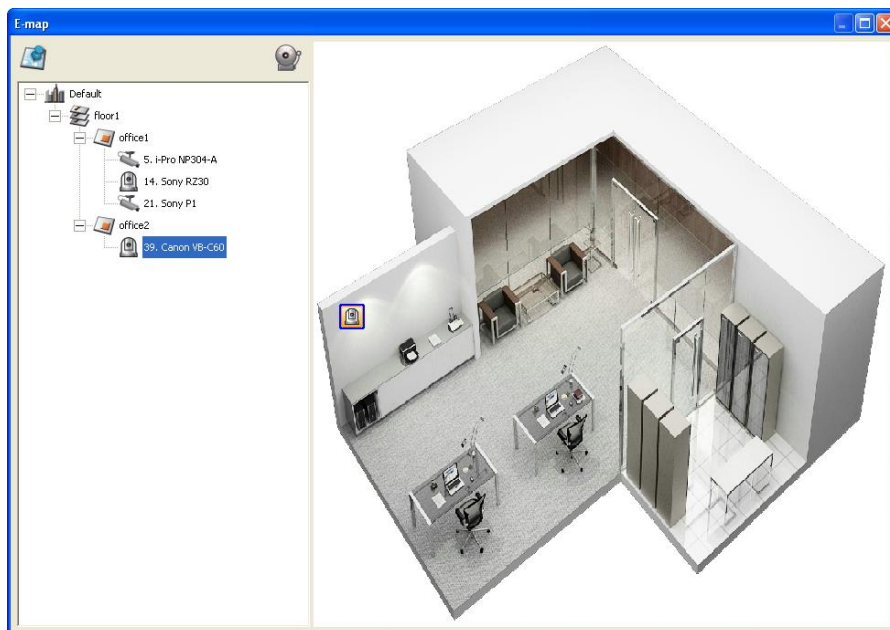 E-map
Default
floor1
office1
5. i-Pro NP304-A
14. Sony RZ30
21. Sony P1
office2
39. Canon VB-C60